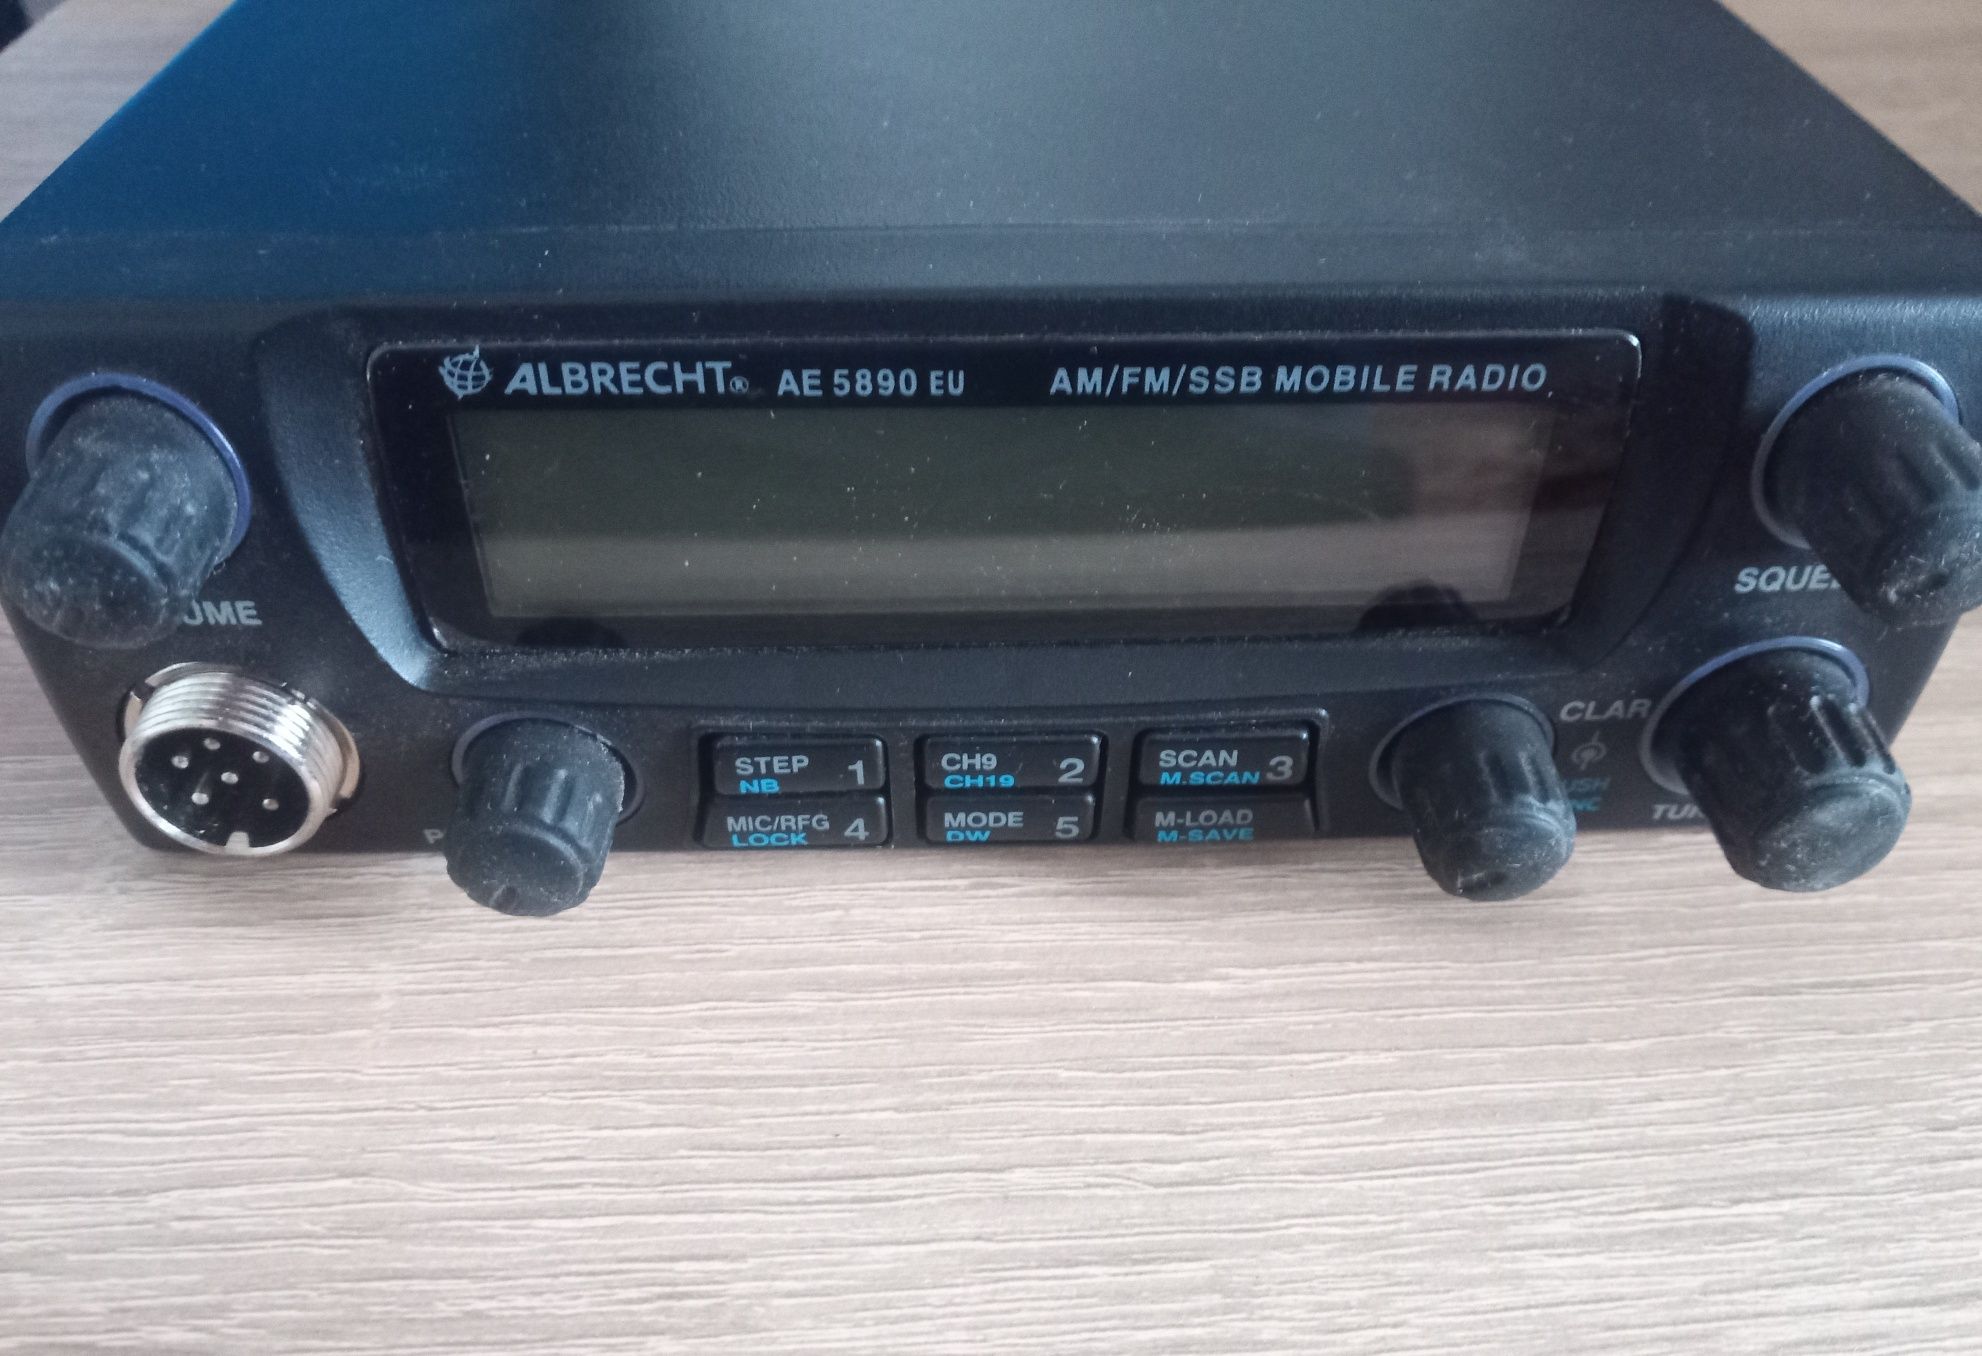 ALBRECHT® AE 5890 EU AM/FM/SSB MOBILE RADIO
STEP 1
NB
CH9 2
CH19
SCAN 3
M.SCAN
CLAR
MIC/RFG 4
LOCK
MODE 5
DW
M-LOAD
M-SAVE